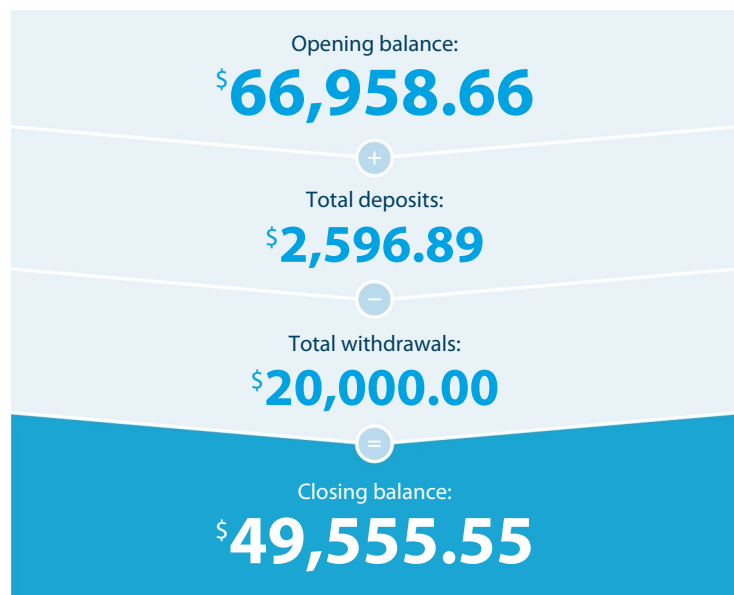 Opening balance:
$66,958.66
+
Total deposits:
$2,596.89
−
Total withdrawals:
$20,000.00
=
Closing balance:
$49,555.55